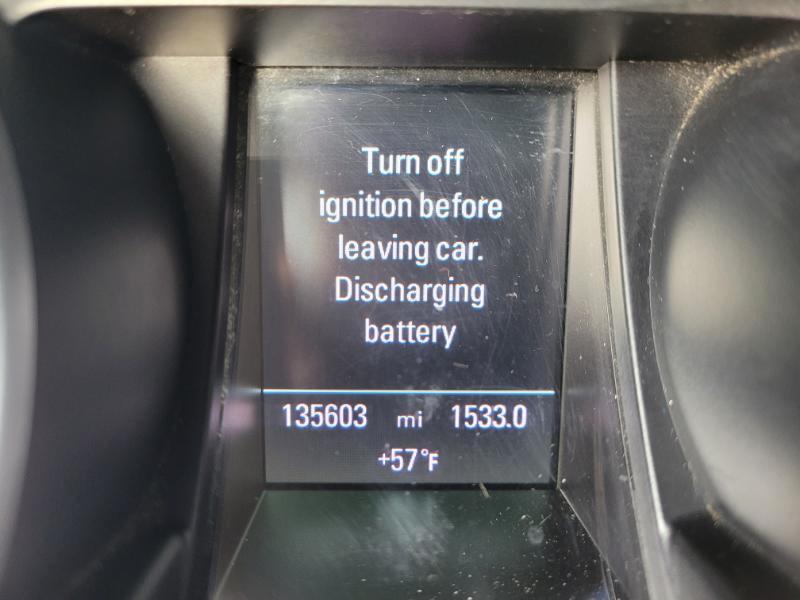 Turn off
ignition before
leaving car.
Discharging
battery
135603 mi 1533.0
+57°F